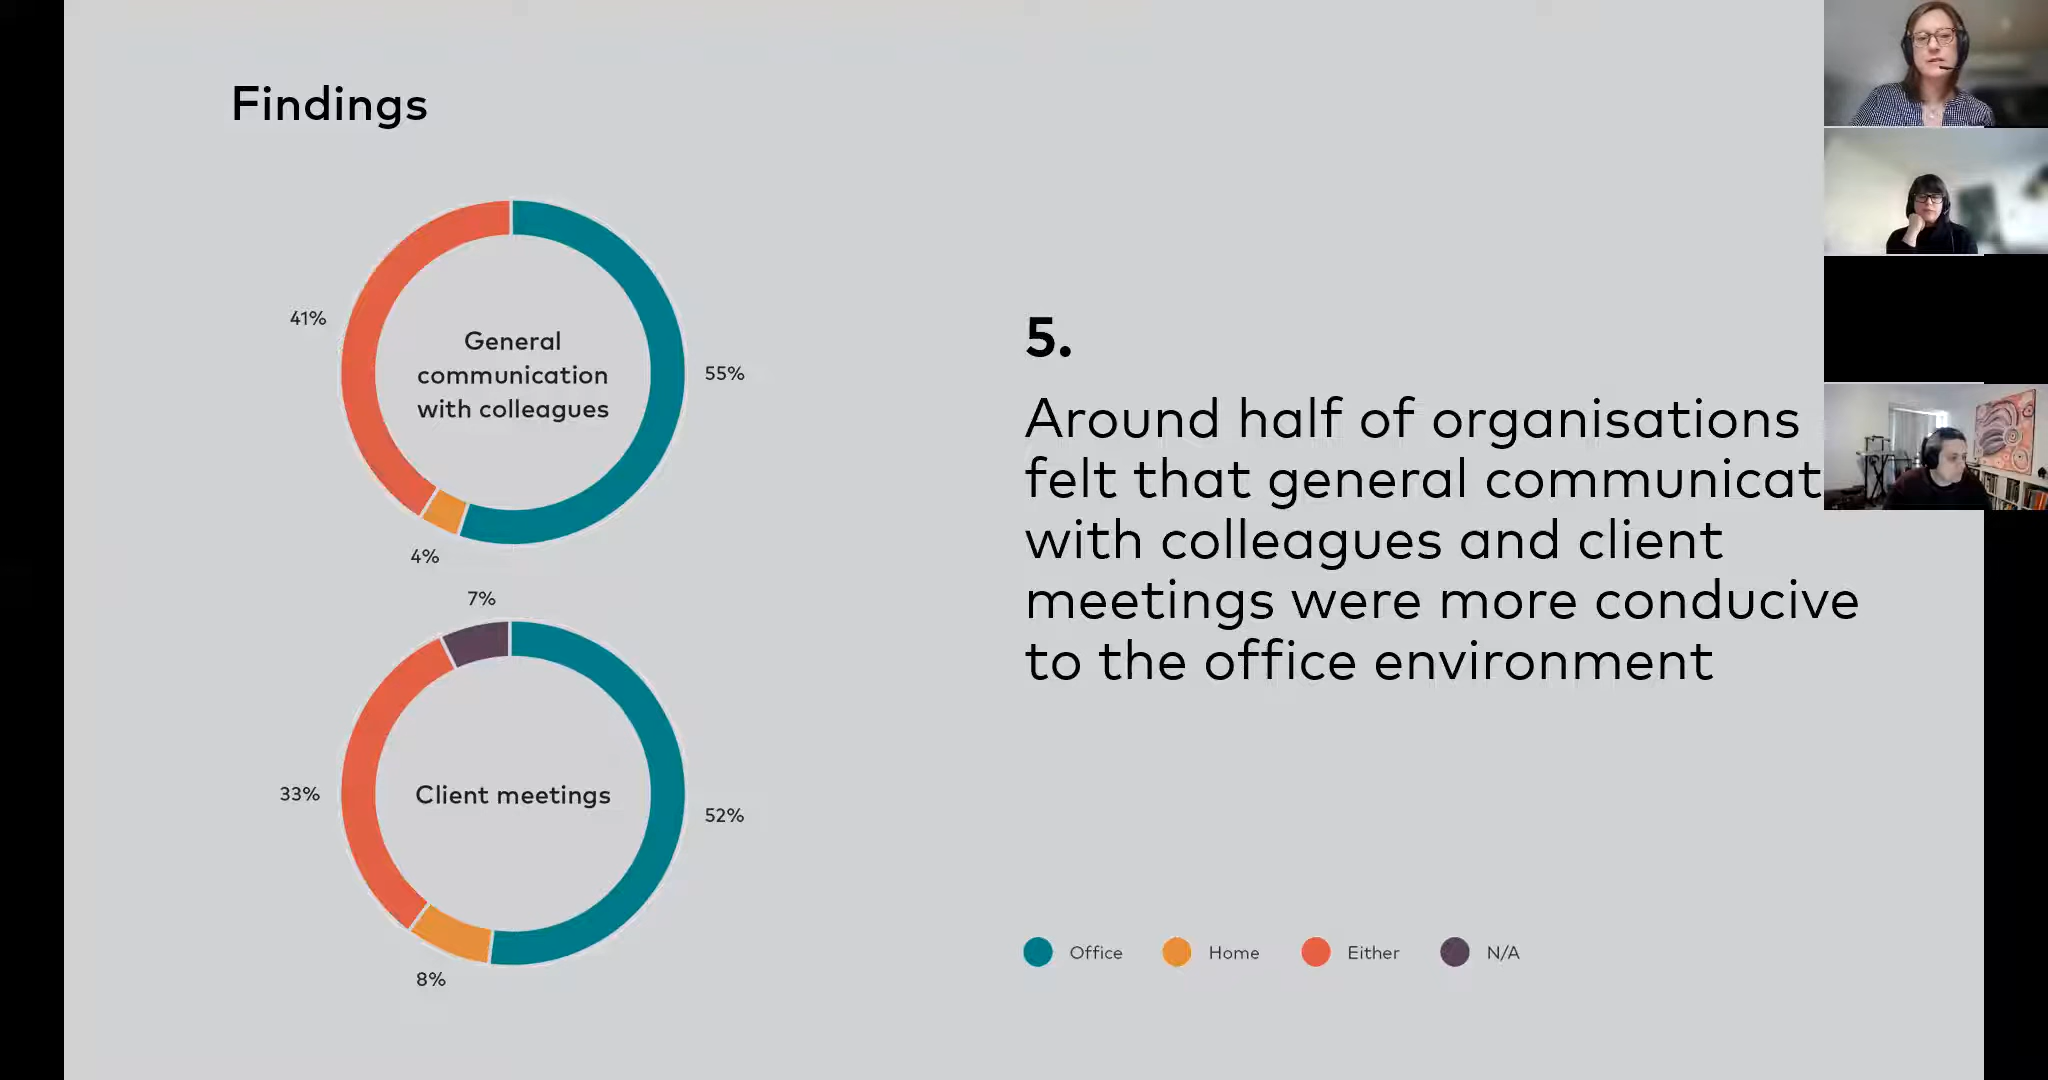 Findings
41%
General
communication
with colleagues
55%
4%
7%
33%
Client meetings
52%
8%
5.
Around half of organisations
felt that general communicat
with colleagues and client
meetings were more conducive
to the office environment
Office
Home
Either
N/A